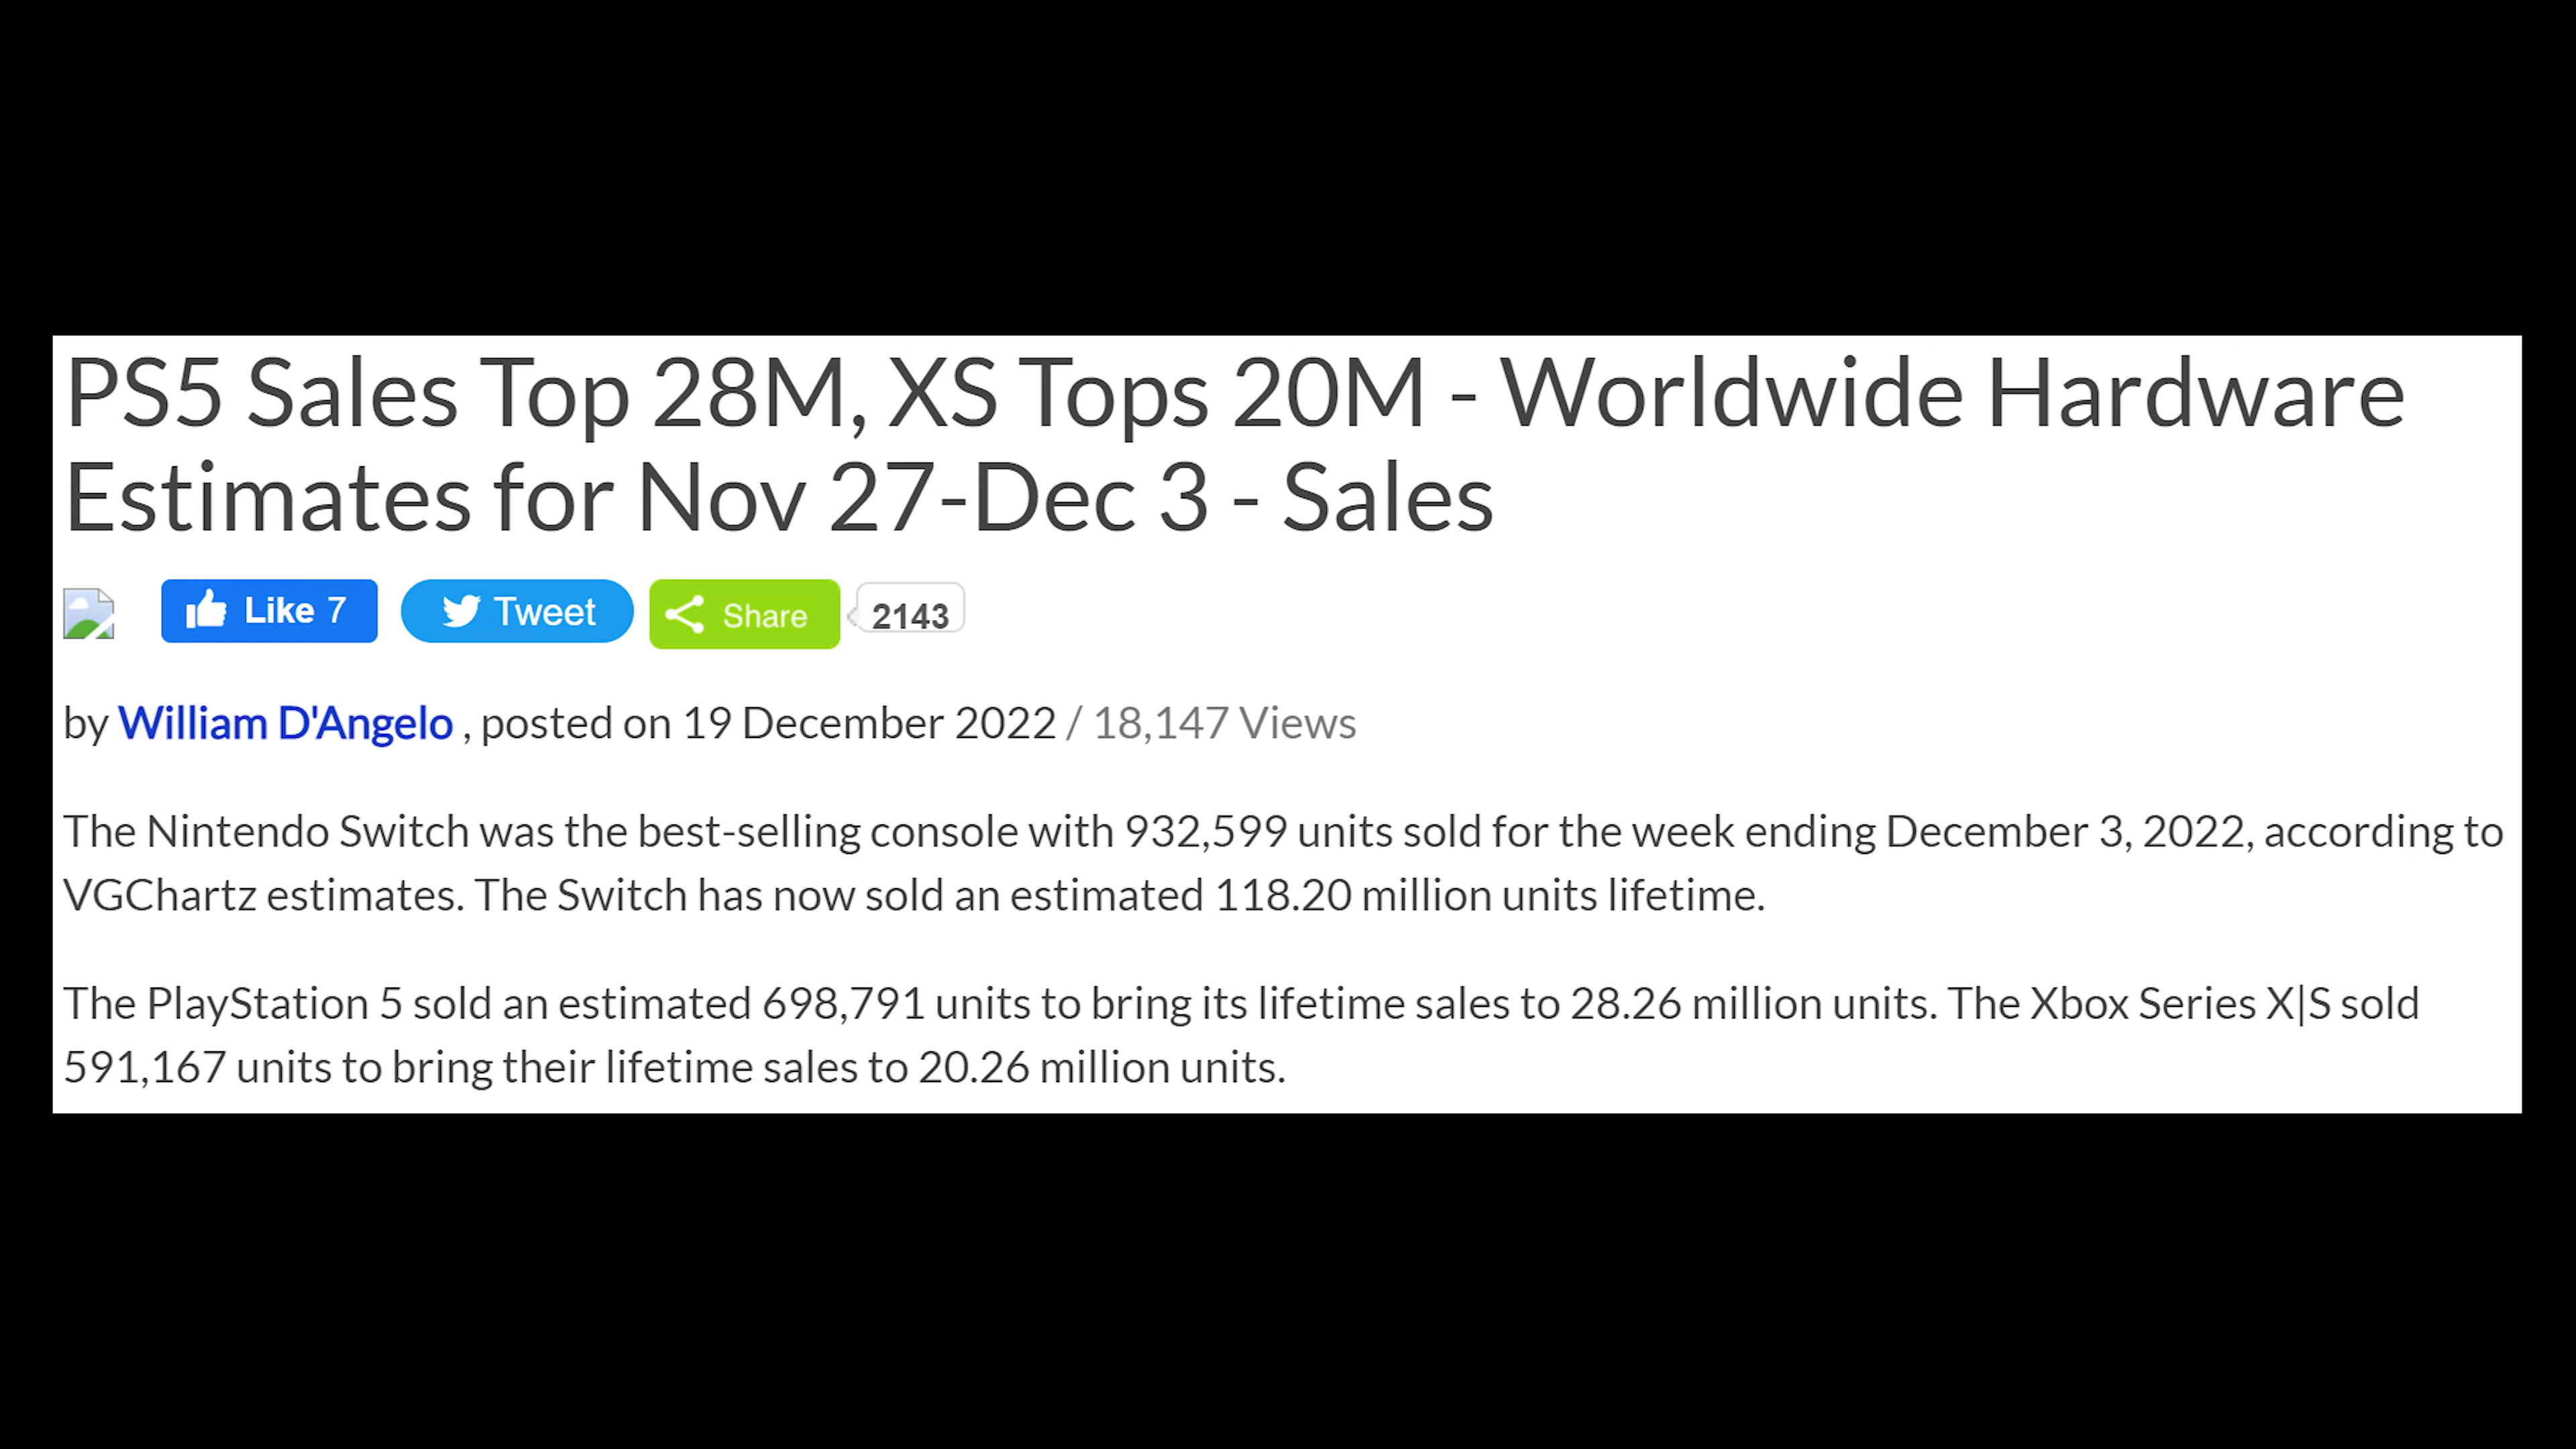 PS5 Sales Top 28M, XS Tops 20M - Worldwide Hardware
Estimates for Nov 27-Dec 3 - Sales
Like 7 Tweet Share 2143
by William D'Angelo , posted on 19 December 2022 / 18,147 Views
The Nintendo Switch was the best-selling console with 932,599 units sold for the week ending December 3, 2022, according to
VGChartz estimates. The Switch has now sold an estimated 118.20 million units lifetime.
The PlayStation 5 sold an estimated 698,791 units to bring its lifetime sales to 28.26 million units. The Xbox Series X|S sold
591,167 units to bring their lifetime sales to 20.26 million units.